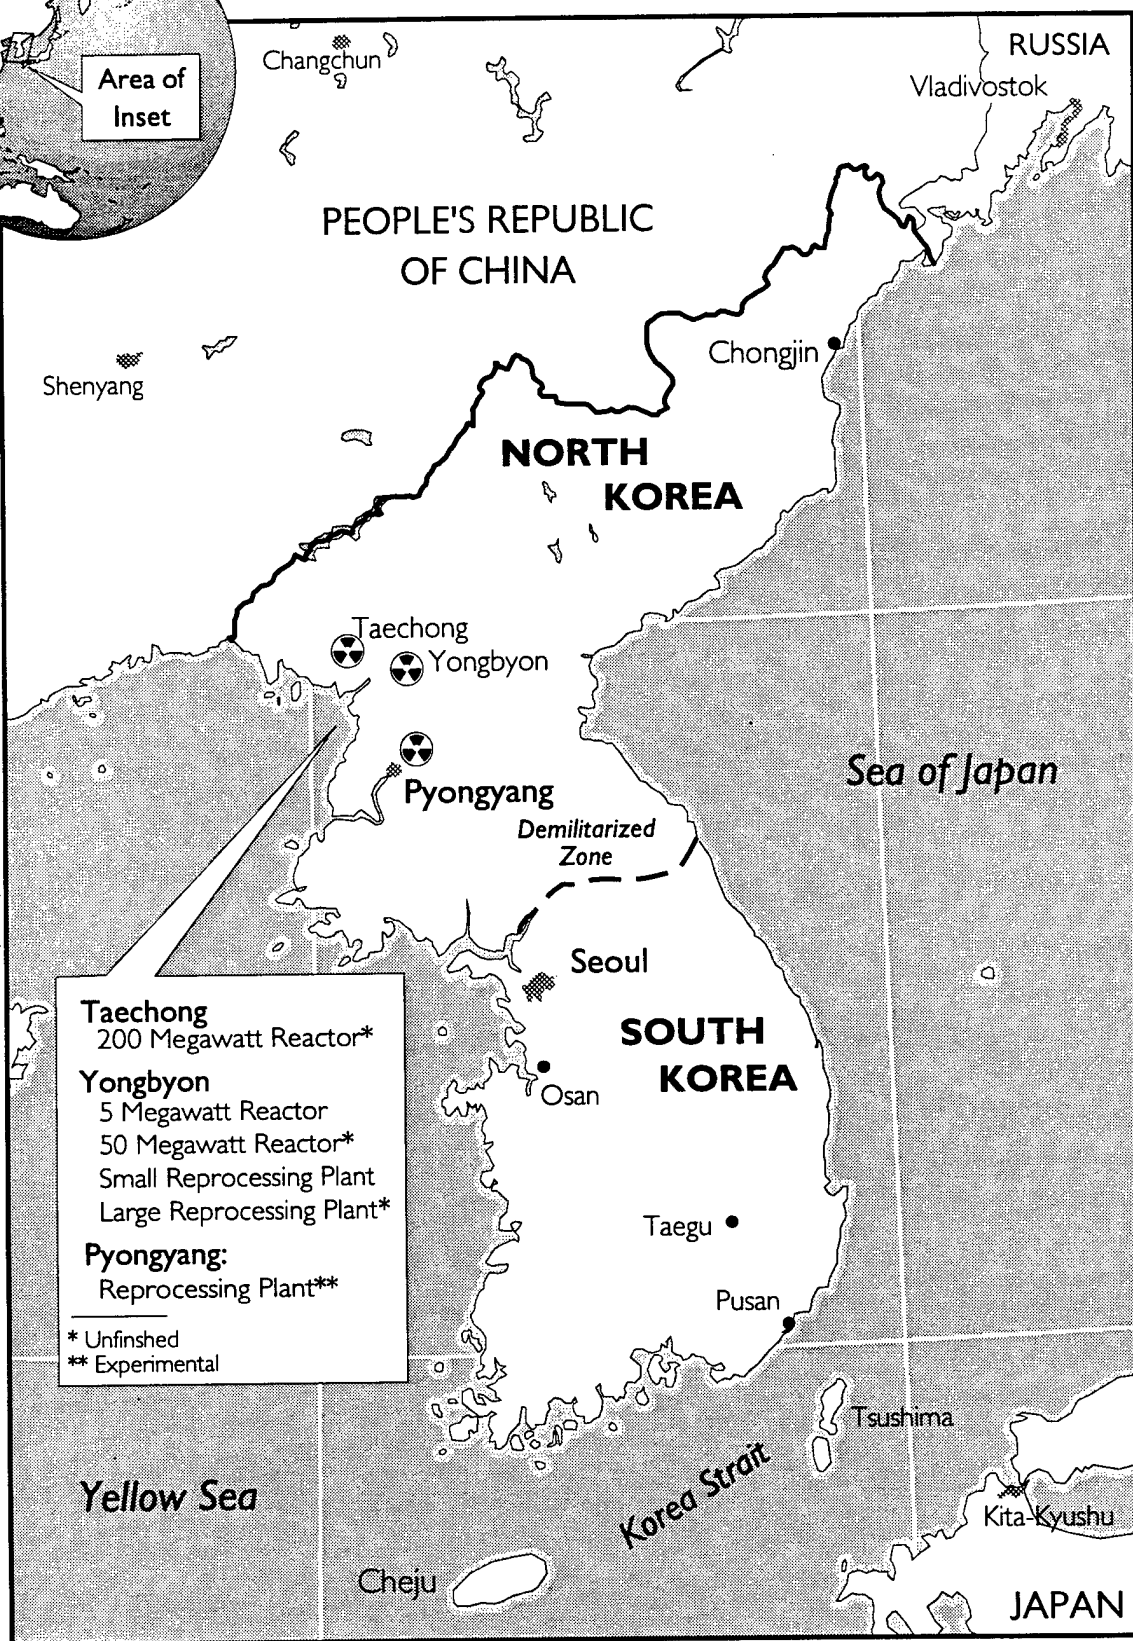 Area of
Inset
Changchun
RUSSIA
Vladivostok
PEOPLE'S REPUBLIC
OF CHINA
Shenyang
Chongjin
NORTH
KOREA
Taechong
Yongbyon
Pyongyang
Sea of Japan
Demilitarized
Zone
Seoul
SOUTH
KOREA
Osan
Taegu
Pusan
Taechong
200 Megawatt Reactor*
Yongbyon
5 Megawatt Reactor
50 Megawatt Reactor*
Small Reprocessing Plant
Large Reprocessing Plant*
Pyongyang:
Reprocessing Plant**
* Unfinshed
** Experimental
Tsushima
Korea Strait
Yellow Sea
Kita-Kyushu
Cheju
JAPAN